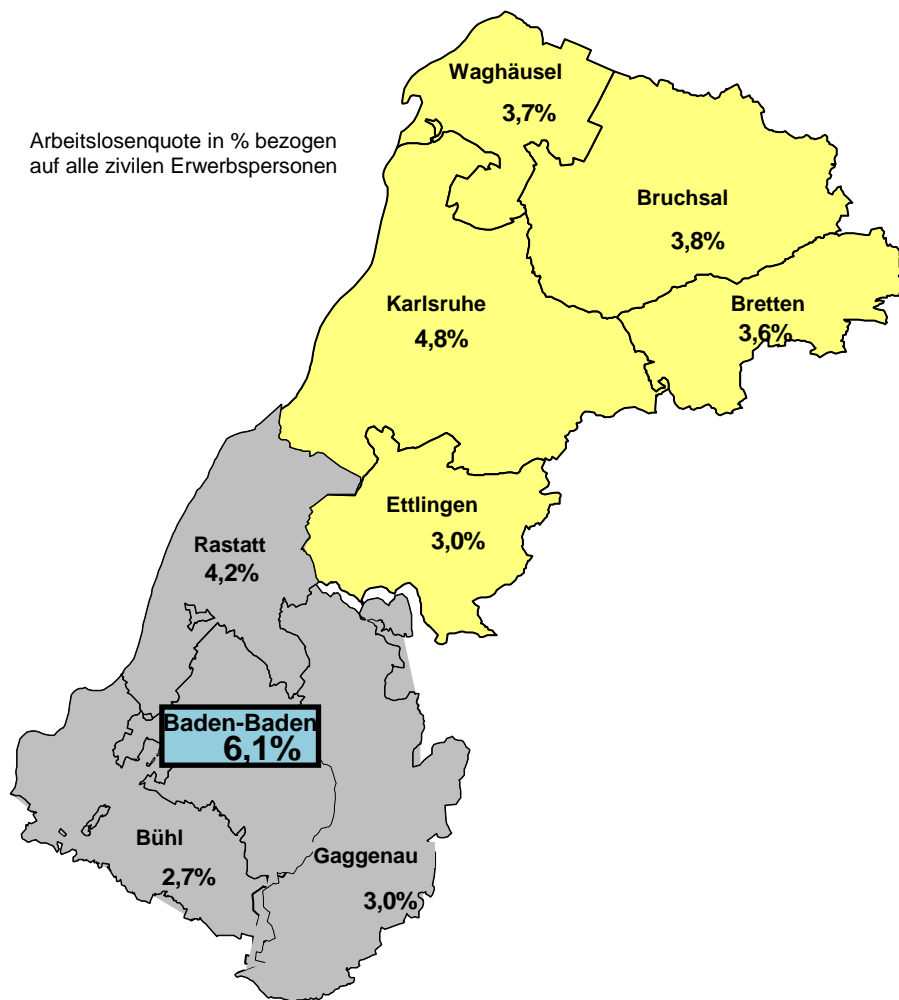 Waghäusel
3,7%
Arbeitslosenquote in % bezogen
auf alle zivilen Erwerbspersonen
Bruchsal
3,8%
Karlsruhe
4,8%
Bretten
3,6%
Ettlingen
3,0%
Rastatt
4,2%
Baden-Baden
6,1%
Bühl
2,7%
Gaggenau
3,0%